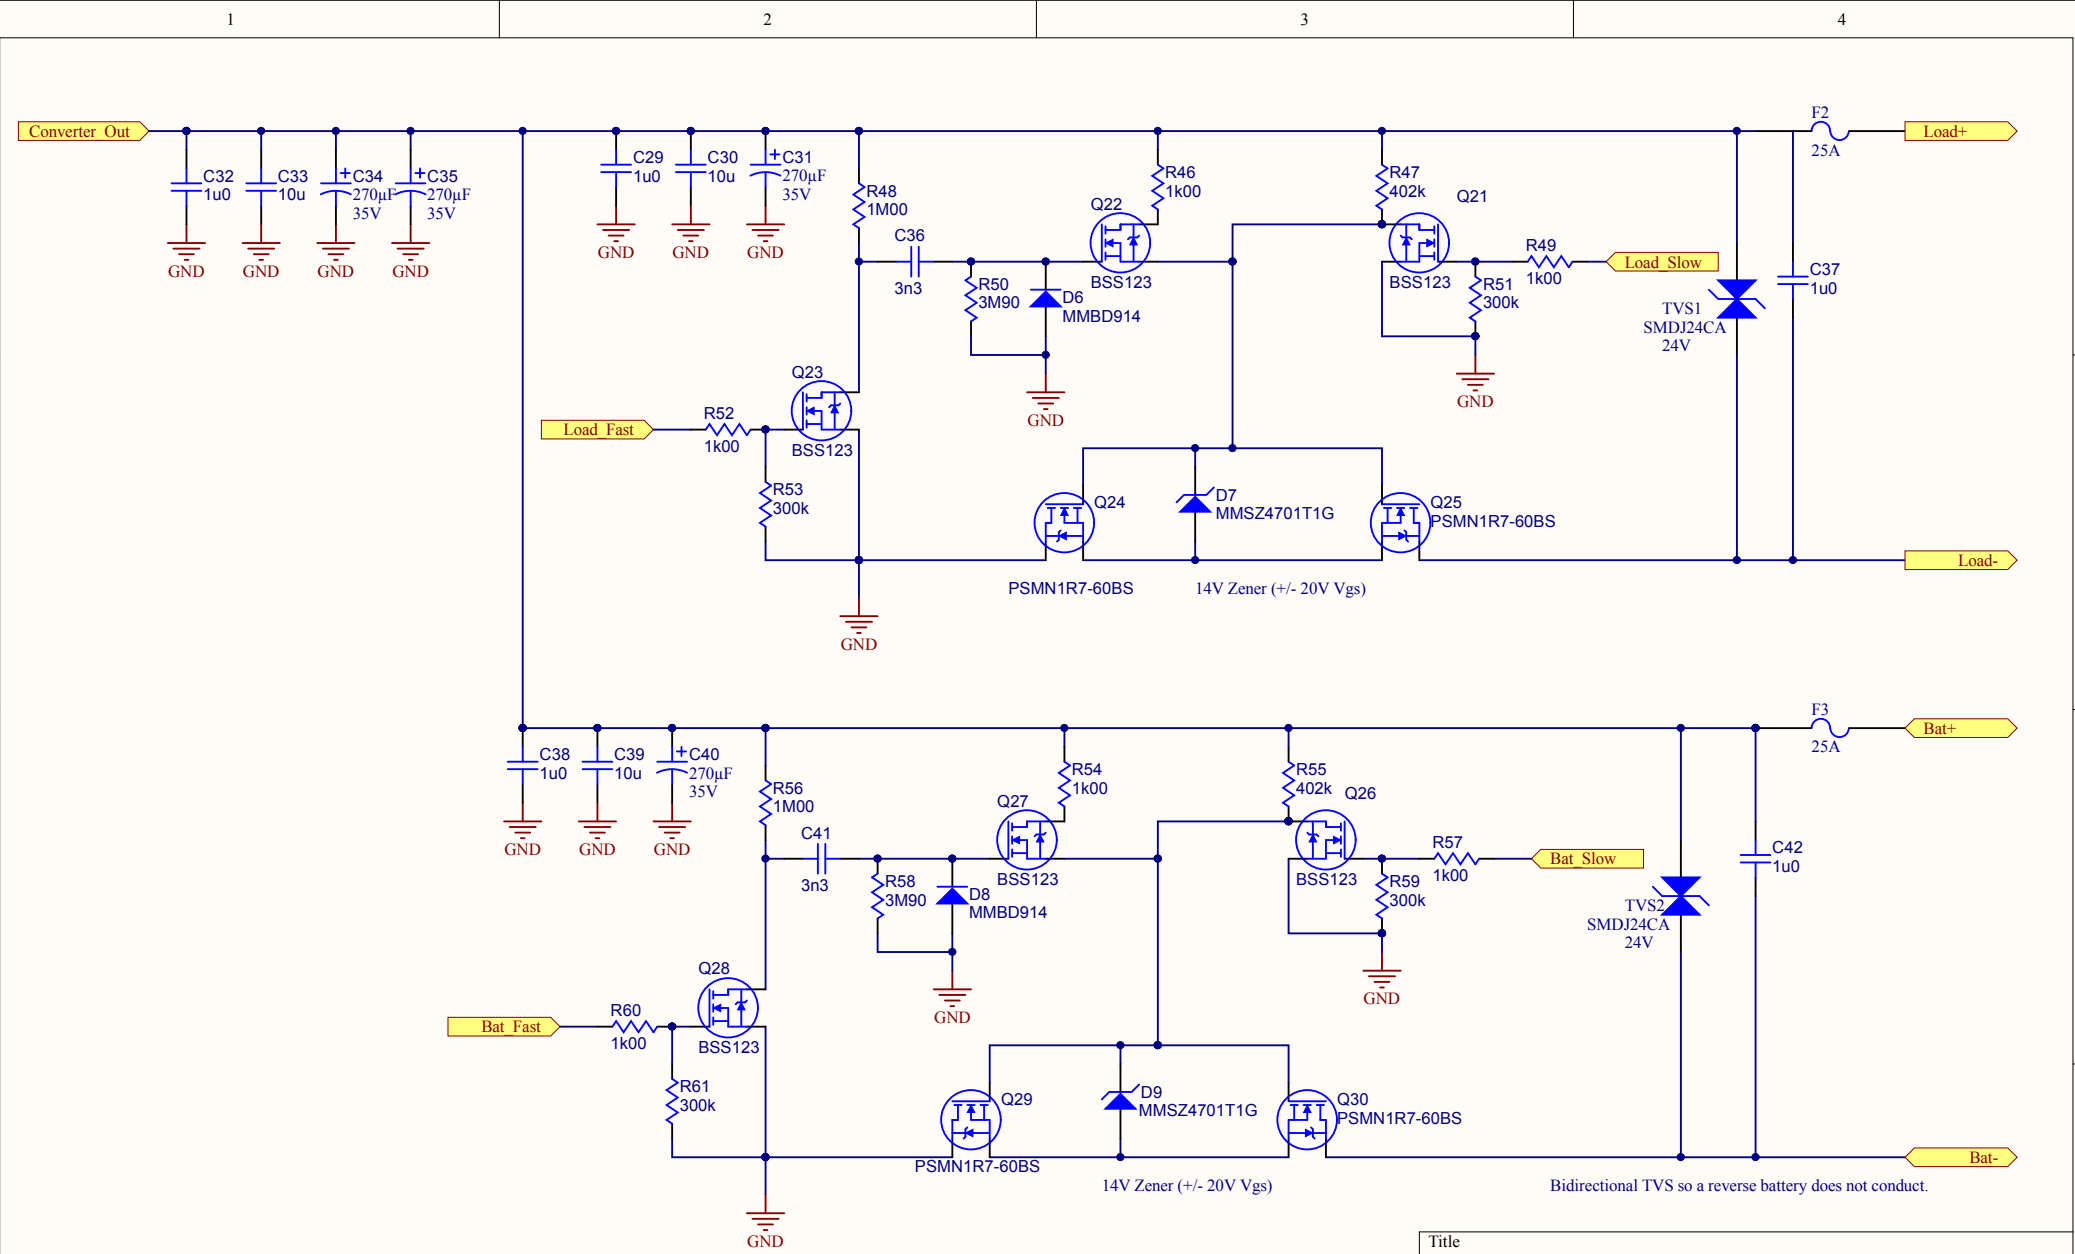 1
2
3
4
Converter_Out
C32
1u0
GND
C33
10u
GND
C34
270µF
35V
GND
C35
270µF
35V
GND
C29
1u0
GND
C30
10u
GND
C31
270µF
35V
GND
R48
1M00
C36
3n3
R50
3M90
D6
MMBD914
GND
Q22
BSS123
R46
1k00
R47
402k
Q21
BSS123
R49
1k00
Load_Slow
R51
300k
GND
TVS1
SMDJ24CA
24V
C37
1u0
F2
25A
Load+
Q23
BSS123
Load_Fast
R52
1k00
R53
300k
GND
Q24
PSMN1R7-60BS
D7
MMSZ4701T1G
14V Zener (+/- 20V Vgs)
Q25
PSMN1R7-60BS
Load-
C38
1u0
GND
C39
10u
GND
C40
270µF
35V
GND
R56
1M00
C41
3n3
R58
3M90
D8
MMBD914
GND
Q27
BSS123
R54
1k00
R55
402k
Q26
BSS123
R57
1k00
Bat_Slow
R59
300k
GND
TVS2
SMDJ24CA
24V
C42
1u0
F3
25A
Bat+
Q28
BSS123
Bat_Fast
R60
1k00
R61
300k
GND
Q29
PSMN1R7-60BS
D9
MMSZ4701T1G
14V Zener (+/- 20V Vgs)
Q30
PSMN1R7-60BS
Bat-
Bidirectional TVS so a reverse battery does not conduct.
Title